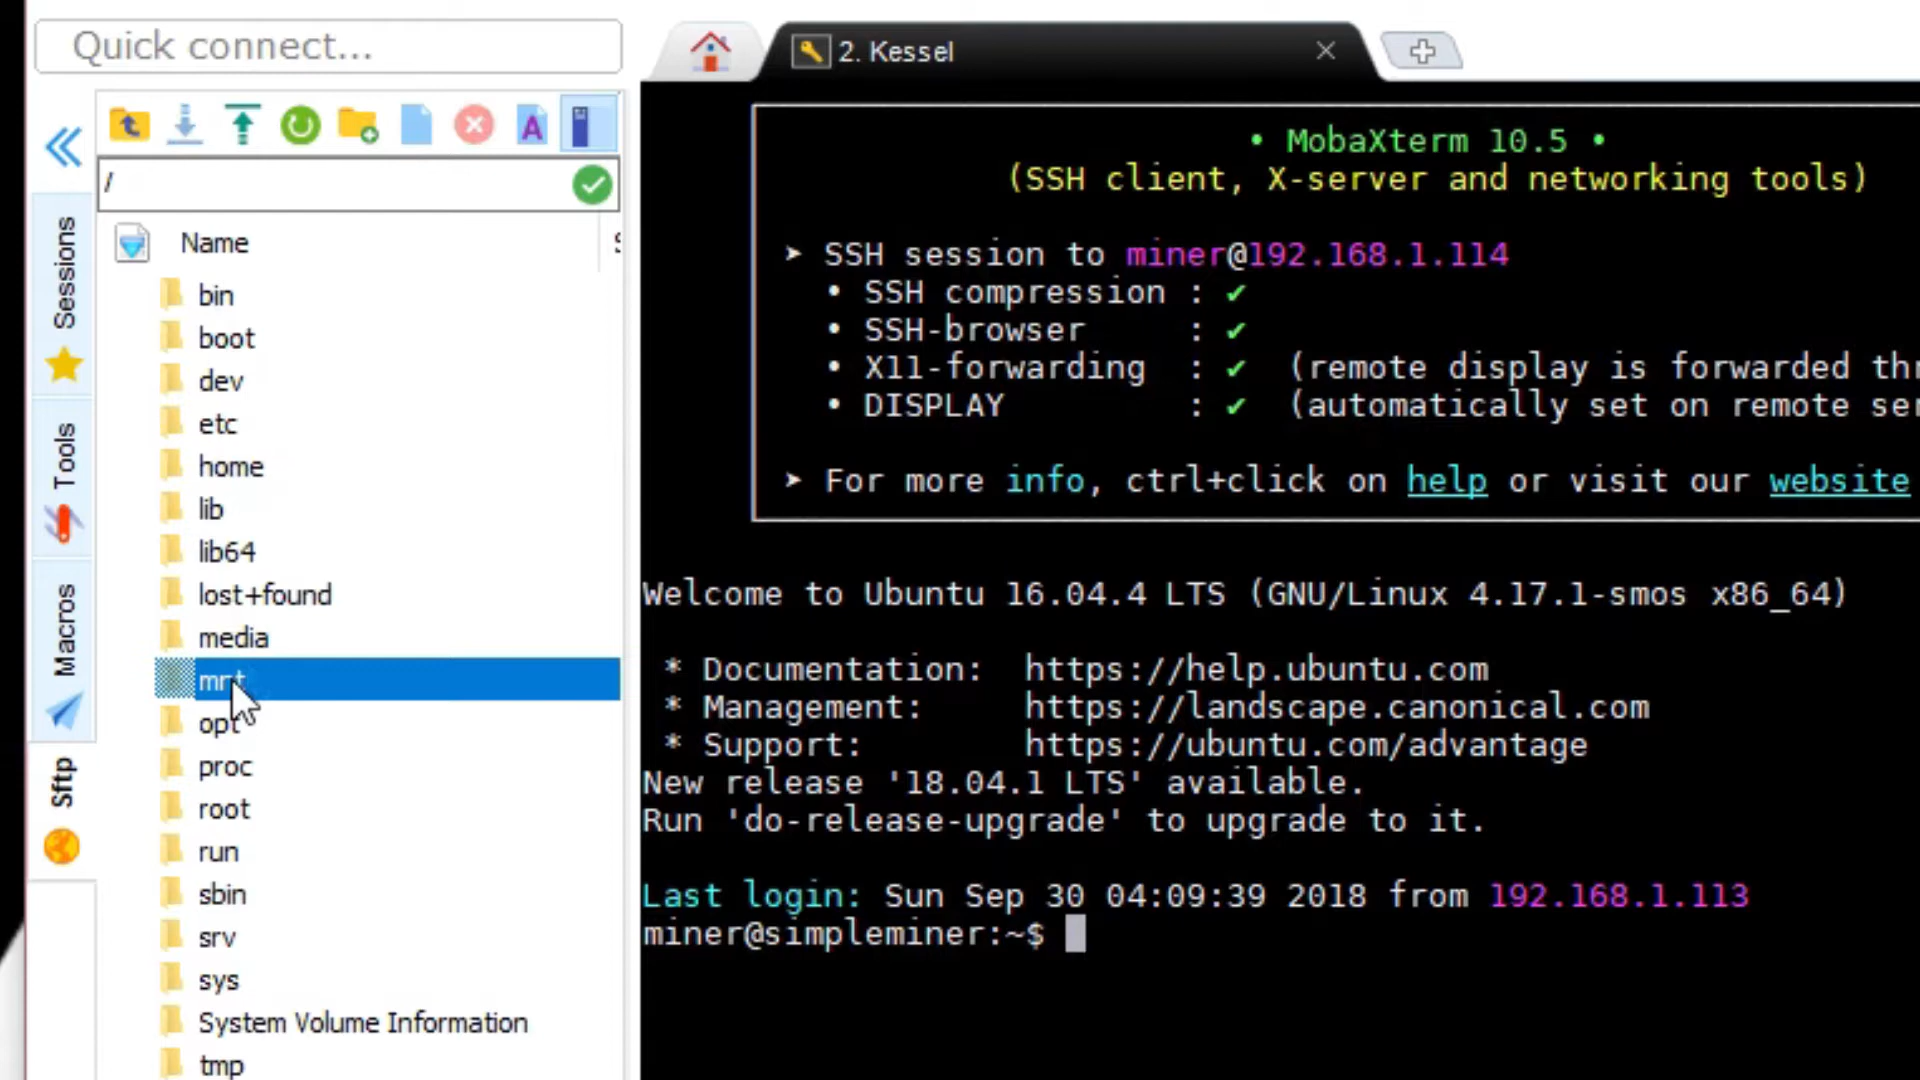 Quick connect...
2. Kessel
/
Name
bin
boot
dev
etc
home
lib
lib64
lost+found
media
mnt
opt
proc
root
run
sbin
srv
sys
System Volume Information
tmp
Sessions
Tools
Macros
Sftp
A
• MobaXterm 10.5 •
(SSH client, X-server and networking tools)
➤ SSH session to miner@192.168.1.114
• SSH compression : ✔
• SSH-browser : ✔
• X11-forwarding : ✔ (remote display is forwarded thr
• DISPLAY : ✔ (automatically set on remote ser
➤ For more info, ctrl+click on help or visit our website
Welcome to Ubuntu 16.04.4 LTS (GNU/Linux 4.17.1-smos x86_64)
* Documentation: https://help.ubuntu.com
* Management: https://landscape.canonical.com
* Support: https://ubuntu.com/advantage
New release '18.04.1 LTS' available.
Run 'do-release-upgrade' to upgrade to it.
Last login: Sun Sep 30 04:09:39 2018 from 192.168.1.113
miner@simpleminer:~$